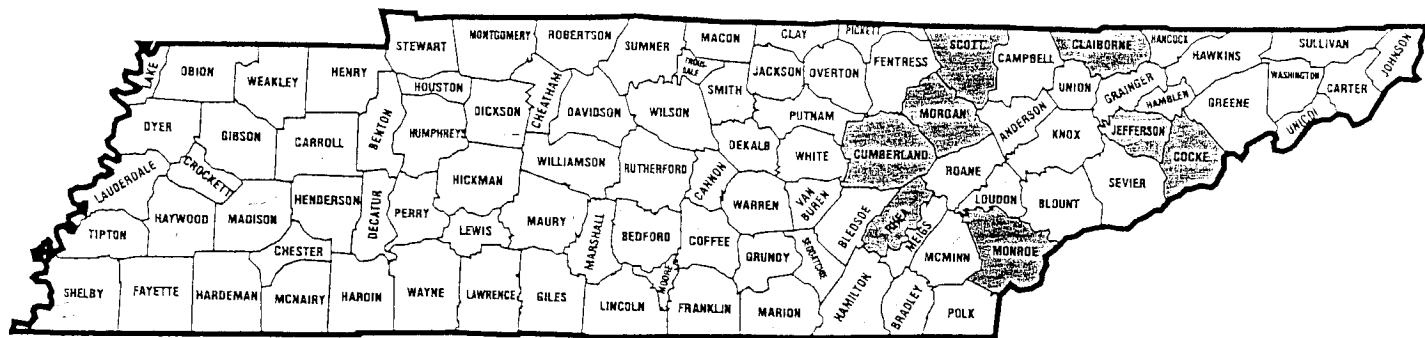 STEWART
MONTGOMERY
ROBERTSON
SUMNER
MACON
TROUS-
DALE
CLAY
PICKETT
SCOTT
CAMPBELL
CLAIBORNE
HANCOCK
HAWKINS
SULLIVAN
JOHNSON
LAKE
OBION
WEAKLEY
HENRY
HOUSTON
DICKSON
CHEATHAM
DAVIDSON
WILSON
SMITH
JACKSON
OVERTON
FENTRESS
MORGAN
ANDERSON
UNION
GRAINGER
HAMBLEN
GREENE
WASHINGTON
UNICOI
CARTER
DYER
GIBSON
CARROLL
BENTON
HUMPHREYS
WILLIAMSON
RUTHERFORD
CANNON
DEKALB
PUTNAM
WHITE
CUMBERLAND
ROANE
KNOX
JEFFERSON
COCKE
SEVIER
LAUDERDALE
CROCKETT
HAYWOOD
MADISON
HENDERSON
DECATUR
PERRY
HICKMAN
LEWIS
MAURY
MARSHALL
BEDFORD
COFFEE
WARREN
VAN
BUREN
BLEDSOE
RHEA
MEIGS
LOUDON
BLOUNT
TIPTON
CHESTER
MOORE
GRUNDY
SEQUATCHIE
MCMINN
MONROE
SHELBY
FAYETTE
HARDEMAN
MCNAIRY
HARDIN
WAYNE
LAWRENCE
GILES
LINCOLN
FRANKLIN
MARION
HAMILTON
BRADLEY
POLK